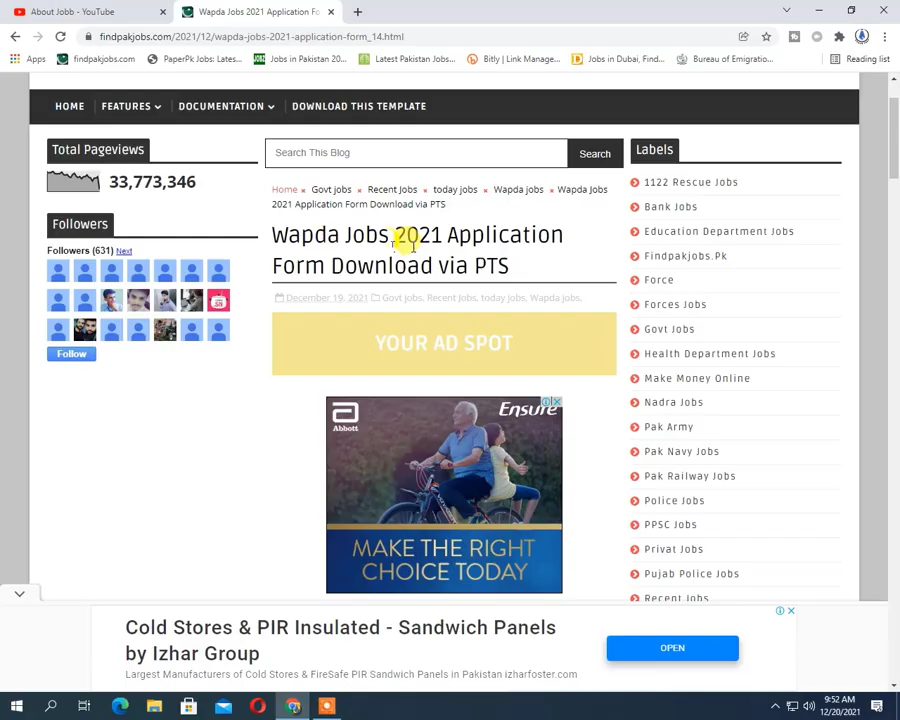 About Jobb - YouTube
Wapda Jobs 2021 Application Fo
findpakjobs.com/2021/12/wapda-jobs-2021-application-form_14.html
Apps
findpakjobs.com
PaperPk Jobs: Lates...
Jobs in Pakistan 20...
Latest Pakistan Jobs...
Bitly | Link Manage...
Jobs in Dubai, Find...
Bureau of Emigratio...
Reading list
HOME
FEATURES
DOCUMENTATION
DOWNLOAD THIS TEMPLATE
Total Pageviews
33,773,346
Followers
Followers (631) Next
Follow
Search This Blog
Search
Home × Govt jobs × Recent Jobs × today jobs × Wapda jobs × Wapda Jobs
2021 Application Form Download via PTS
Wapda Jobs 2021 Application
Form Download via PTS
December 19, 2021 Govt jobs, Recent Jobs, today jobs, Wapda jobs,
YOUR AD SPOT
Abbott
Ensure
MAKE THE RIGHT
CHOICE TODAY
Labels
1122 Rescue Jobs
Bank Jobs
Education Department Jobs
Findpakjobs.Pk
Force
Forces Jobs
Govt Jobs
Health Department Jobs
Make Money Online
Nadra Jobs
Pak Army
Pak Navy Jobs
Pak Railway Jobs
Police Jobs
PPSC Jobs
Privat Jobs
Pujab Police Jobs
Recent Jobs
Cold Stores & PIR Insulated - Sandwich Panels
by Izhar Group
Largest Manufacturers of Cold Stores & FireSafe PIR Sandwich Panels in Pakistan izharfoster.com
OPEN
9:52 AM
12/20/2021